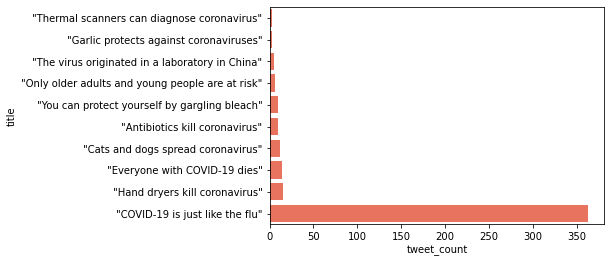 "Thermal scanners can diagnose coronavirus"
"Garlic protects against coronaviruses"
"The virus originated in a laboratory in China"
"Only older adults and young people are at risk"
"You can protect yourself by gargling bleach"
"Antibiotics kill coronavirus"
"Cats and dogs spread coronavirus"
"Everyone with COVID-19 dies"
"Hand dryers kill coronavirus"
"COVID-19 is just like the flu"
title
0 50 100 150 200 250 300 350
tweet_count